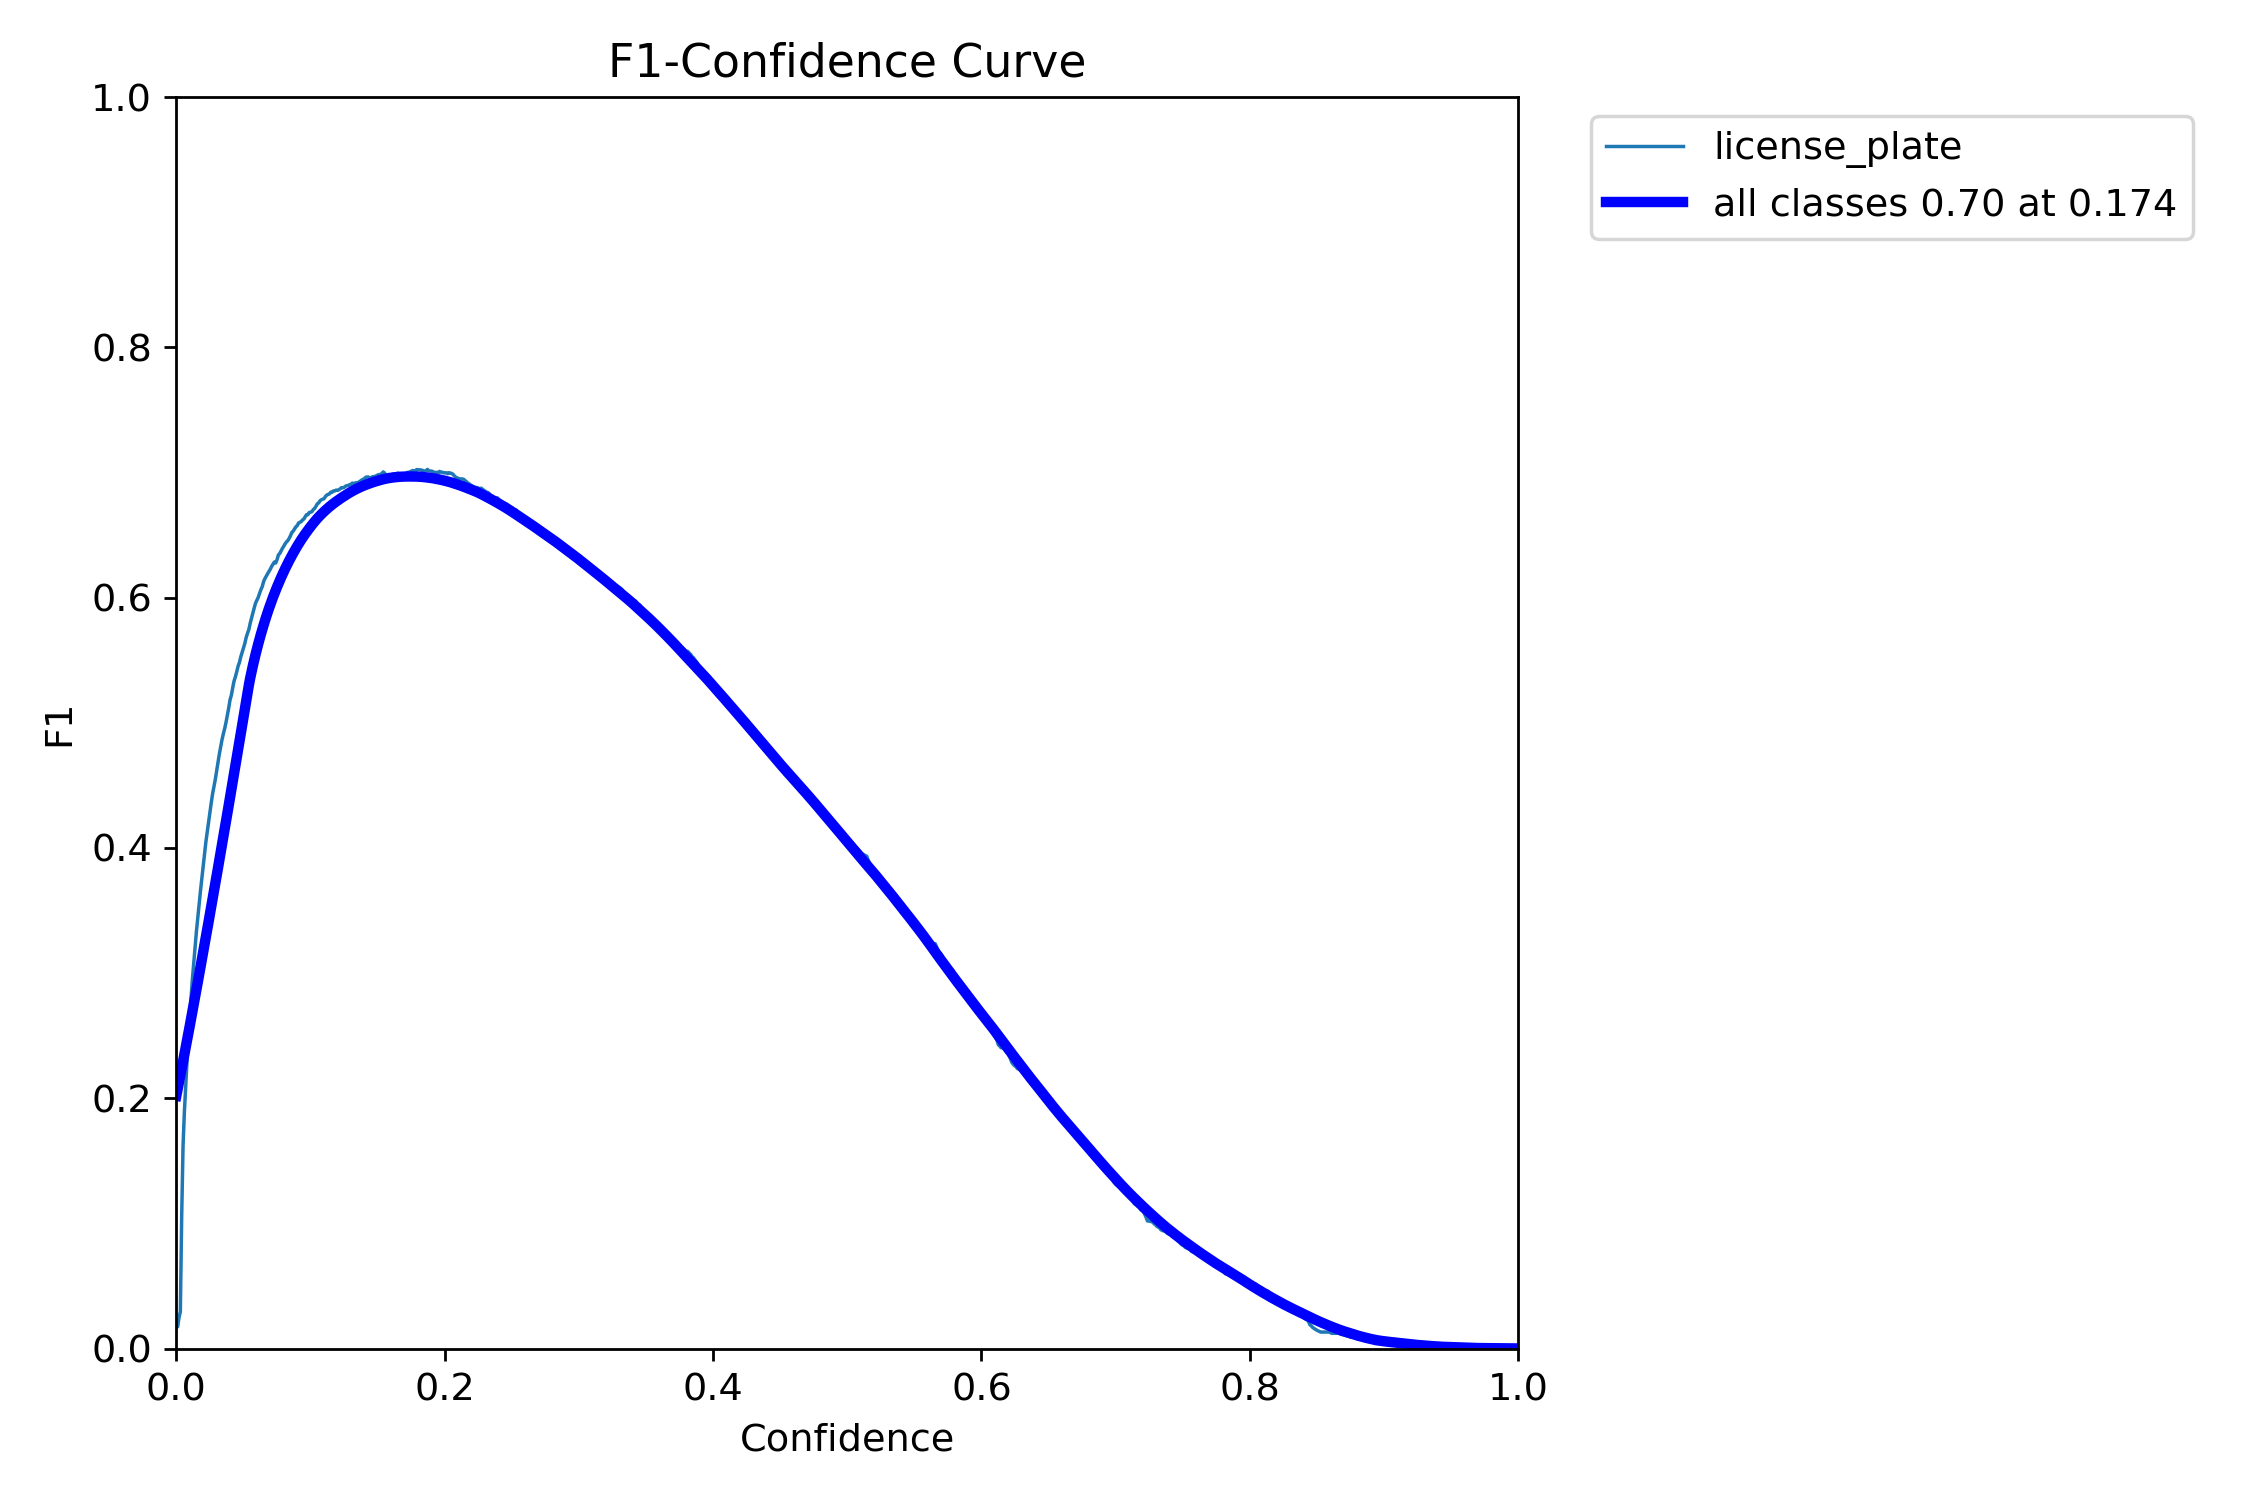 F1-Confidence Curve
1.0
0.8
0.6
0.4
0.2
0.0
F1
0.0 0.2 0.4 0.6 0.8 1.0
Confidence
license_plate
all classes 0.70 at 0.174